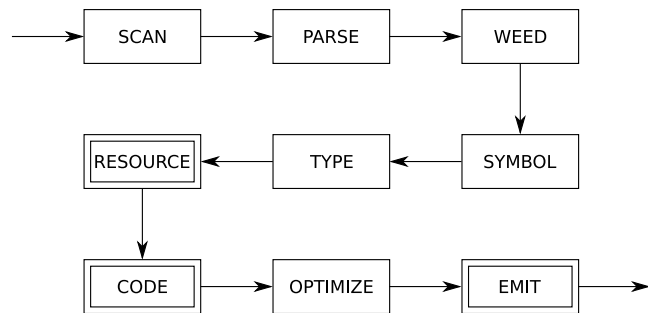 SCAN
PARSE
WEED
SYMBOL
TYPE
RESOURCE
CODE
OPTIMIZE
EMIT